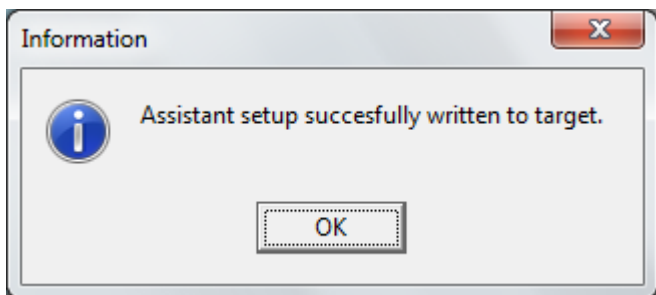 Information
Assistant setup succesfully written to target.
OK